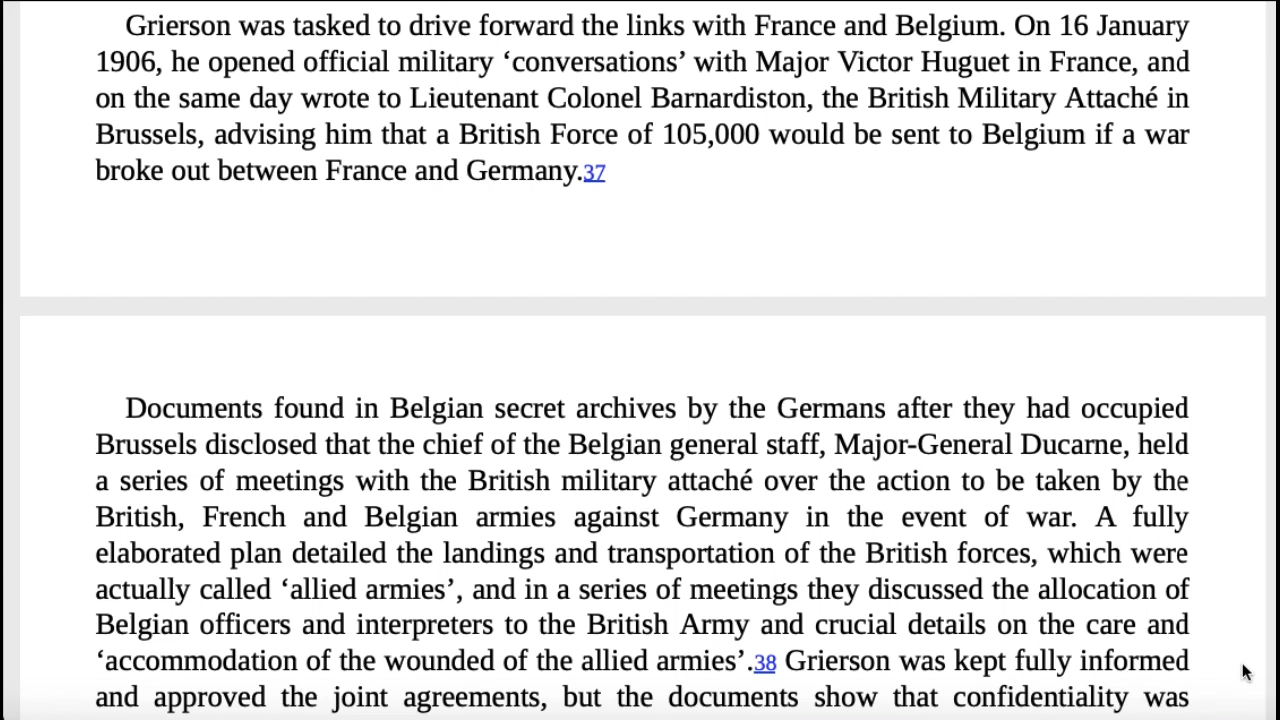 Grierson was tasked to drive forward the links with France and Belgium. On 16 January
1906, he opened official military ‘conversations’ with Major Victor Huguet in France, and
on the same day wrote to Lieutenant Colonel Barnardiston, the British Military Attaché in
Brussels, advising him that a British Force of 105,000 would be sent to Belgium if a war
broke out between France and Germany.37
Documents found in Belgian secret archives by the Germans after they had occupied
Brussels disclosed that the chief of the Belgian general staff, Major-General Ducarne, held
a series of meetings with the British military attaché over the action to be taken by the
British, French and Belgian armies against Germany in the event of war. A fully
elaborated plan detailed the landings and transportation of the British forces, which were
actually called ‘allied armies’, and in a series of meetings they discussed the allocation of
Belgian officers and interpreters to the British Army and crucial details on the care and
‘accommodation of the wounded of the allied armies’.38 Grierson was kept fully informed
and approved the joint agreements, but the documents show that confidentiality was